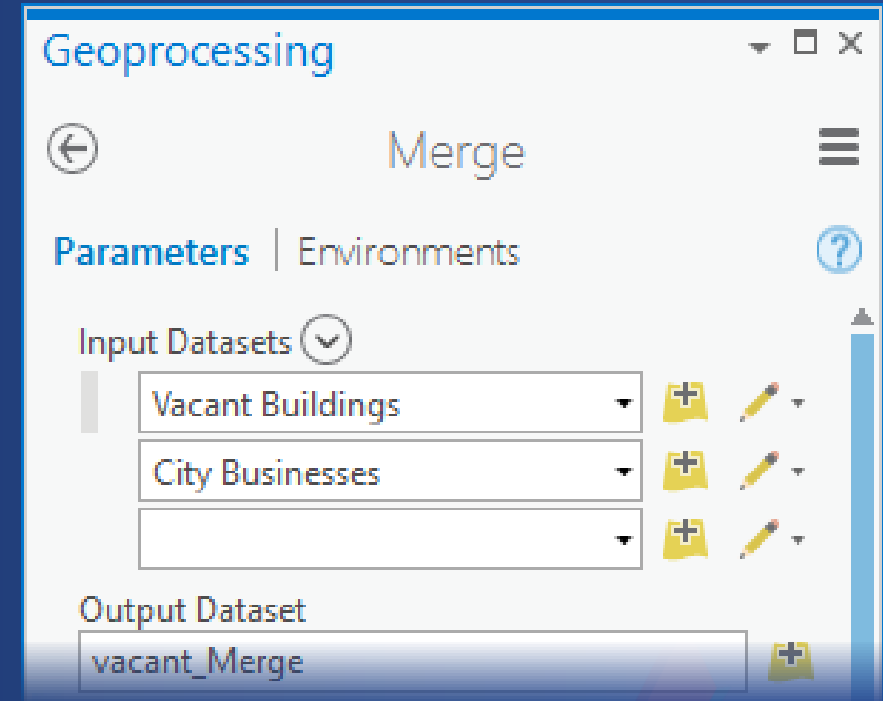 Geoprocessing
Merge
Parameters | Environments
Input Datasets
Vacant Buildings
City Businesses
Output Dataset
vacant_Merge